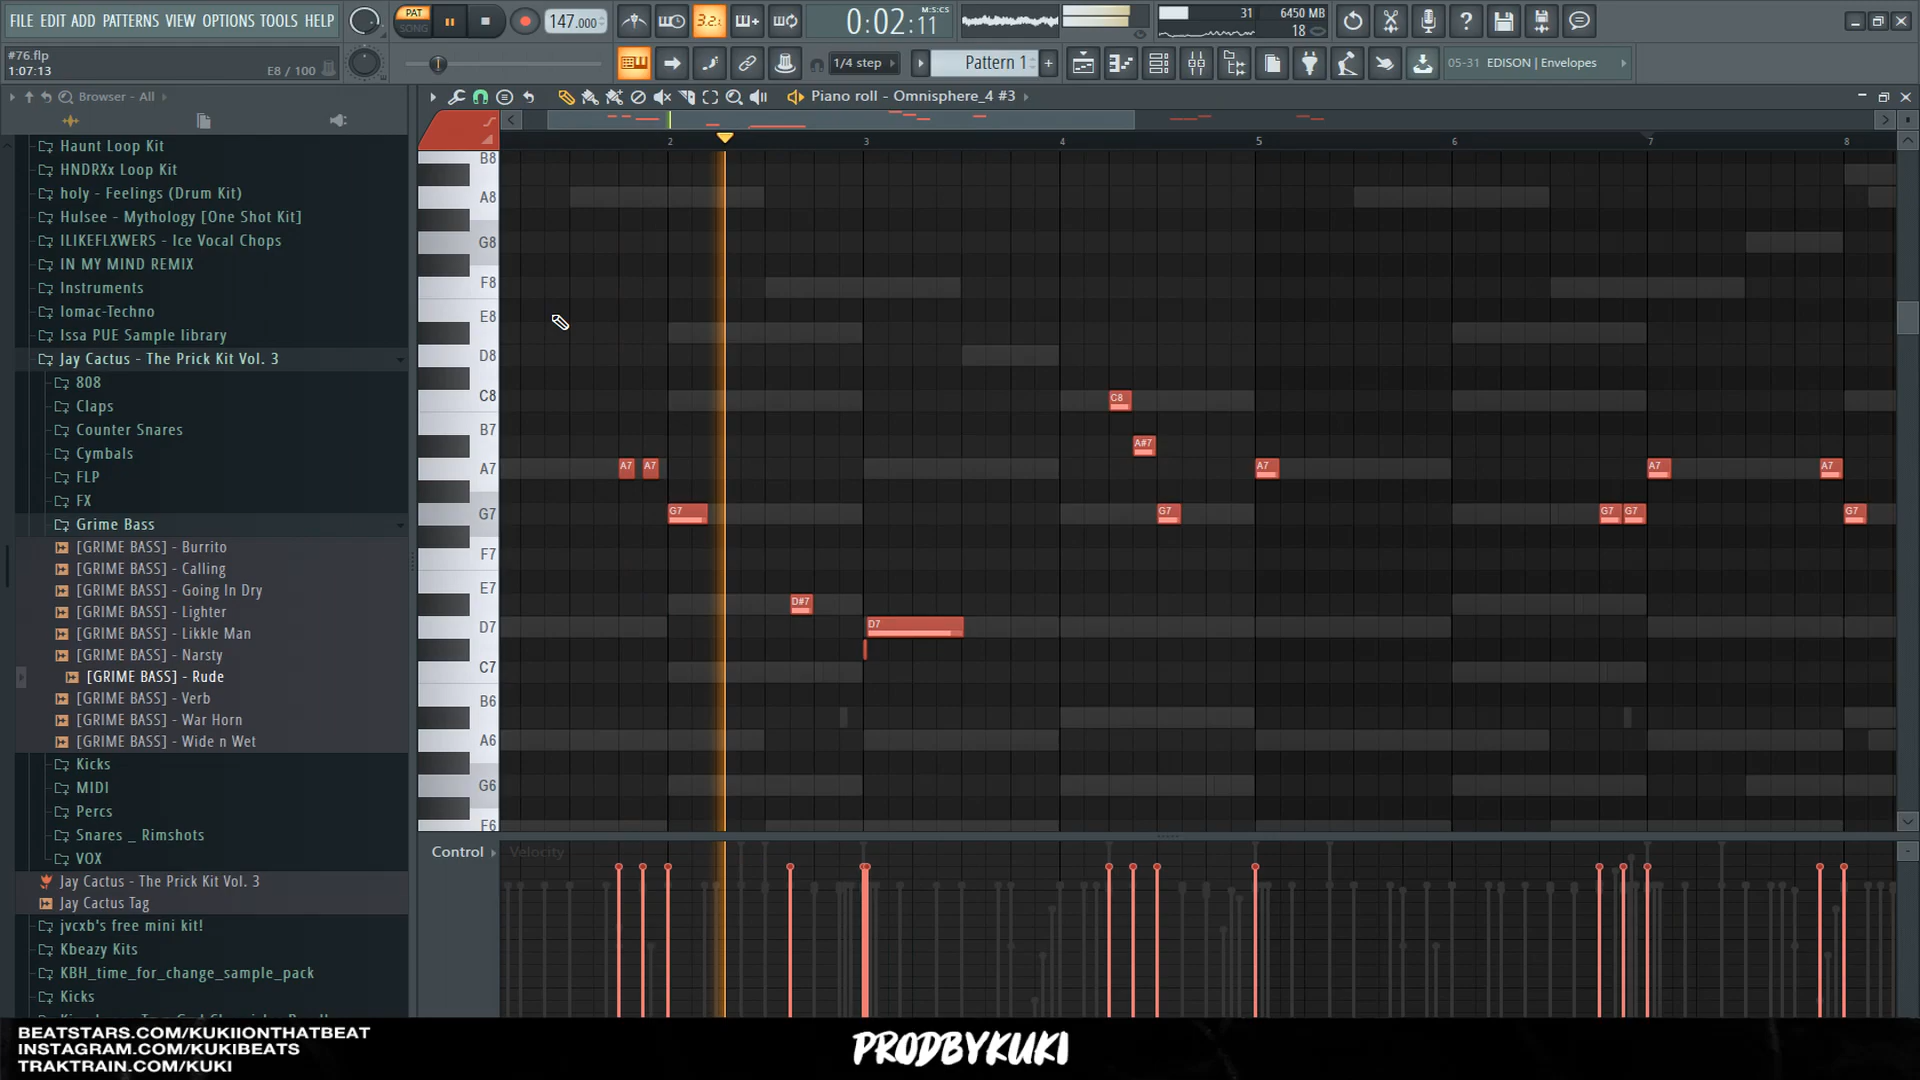 FILE EDIT ADD PATTERNS VIEW OPTIONS TOOLS HELP
PAT
SONG
147.000
3.2.
0:02:11
M:S:CS
31
6450 MB
18
#76.flp
1:07:13
E8 / 100
1/4 step
Pattern 1
05-31 EDISON | Envelopes
Browser - All
Piano roll - Omnisphere_4 #3
Haunt Loop Kit
HNDRXx Loop Kit
holy - Feelings (Drum Kit)
Hulsee - Mythology [One Shot Kit]
ILIKEFLXWERS - Ice Vocal Chops
IN MY MIND REMIX
Instruments
Iomac-Techno
Issa PUE Sample library
Jay Cactus - The Prick Kit Vol. 3
808
Claps
Counter Snares
Cymbals
FLP
FX
Grime Bass
[GRIME BASS] - Burrito
[GRIME BASS] - Calling
[GRIME BASS] - Going In Dry
[GRIME BASS] - Lighter
[GRIME BASS] - Likkle Man
[GRIME BASS] - Narsty
[GRIME BASS] - Rude
[GRIME BASS] - Verb
[GRIME BASS] - War Horn
[GRIME BASS] - Wide n Wet
Kicks
MIDI
Percs
Snares _ Rimshots
VOX
Jay Cactus - The Prick Kit Vol. 3
Jay Cactus Tag
jvcxb's free mini kit!
Kbeazy Kits
KBH_time_for_change_sample_pack
Kicks
2 3 4 5 6 7 8
B8
A8
G8
F8
E8
D8
C8 C8
B7
A#7
A7 A7 A7 A7 A7 A7
G7 G7 G7 G7 G7 G7
F7
E7
D#7
D7 D7
C7
B6
A6
G6
F6
Control Velocity
BEATSTARS.COM/KUKIIONTHATBEAT
INSTAGRAM.COM/KUKIBEATS
TRAKTRAIN.COM/KUKI
PRODBYKUKI